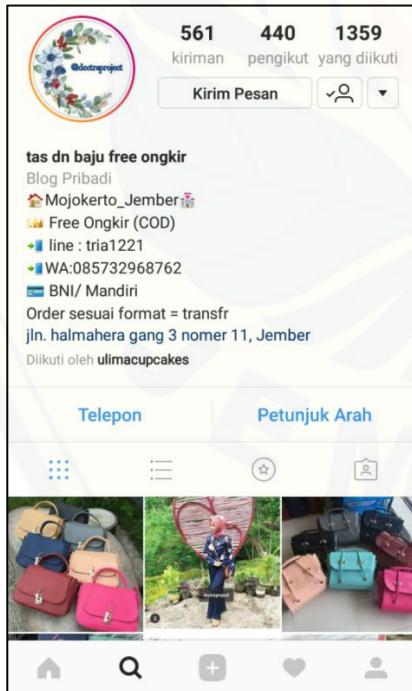 561 440 1359
kiriman pengikut yang diikuti
@dectraproject
Kirim Pesan
tas dn baju free ongkir
Blog Pribadi
Mojokerto_Jember
Free Ongkir (COD)
line : tria1221
WA:085732968762
BNI/ Mandiri
Order sesuai format = transfr
jln. halmahera gang 3 nomer 11, Jember
Diikuti oleh ulimacupcakes
Telepon Petunjuk Arah